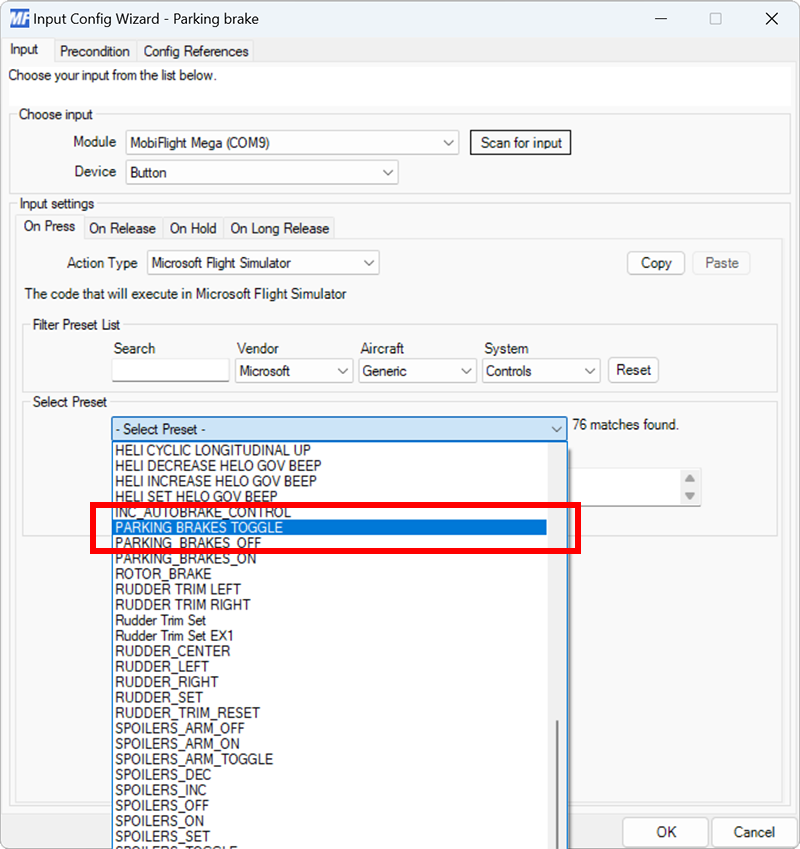 MF Input Config Wizard - Parking brake
Input Precondition Config References
Choose your input from the list below.
Choose input
Module MobiFlight Mega (COM9) Scan for input
Device Button
Input settings
On Press On Release On Hold On Long Release
Action Type Microsoft Flight Simulator Copy Paste
The code that will execute in Microsoft Flight Simulator
Filter Preset List
Search Vendor Aircraft System
Microsoft Generic Controls Reset
Select Preset
- Select Preset - 76 matches found.
HELI CYCLIC LONGITUDINAL UP
HELI DECREASE HELO GOV BEEP
HELI INCREASE HELO GOV BEEP
HELI SET HELO GOV BEEP
INC_AUTOBRAKE_CONTROL
PARKING BRAKES TOGGLE
PARKING_BRAKES_OFF
PARKING_BRAKES_ON
ROTOR_BRAKE
RUDDER TRIM LEFT
RUDDER TRIM RIGHT
Rudder Trim Set
Rudder Trim Set EX1
RUDDER_CENTER
RUDDER_LEFT
RUDDER_RIGHT
RUDDER_SET
RUDDER_TRIM_RESET
SPOILERS_ARM_OFF
SPOILERS_ARM_ON
SPOILERS_ARM_TOGGLE
SPOILERS_DEC
SPOILERS_INC
SPOILERS_OFF
SPOILERS_ON
SPOILERS_SET
SPOILERS_TOGGLE
OK Cancel